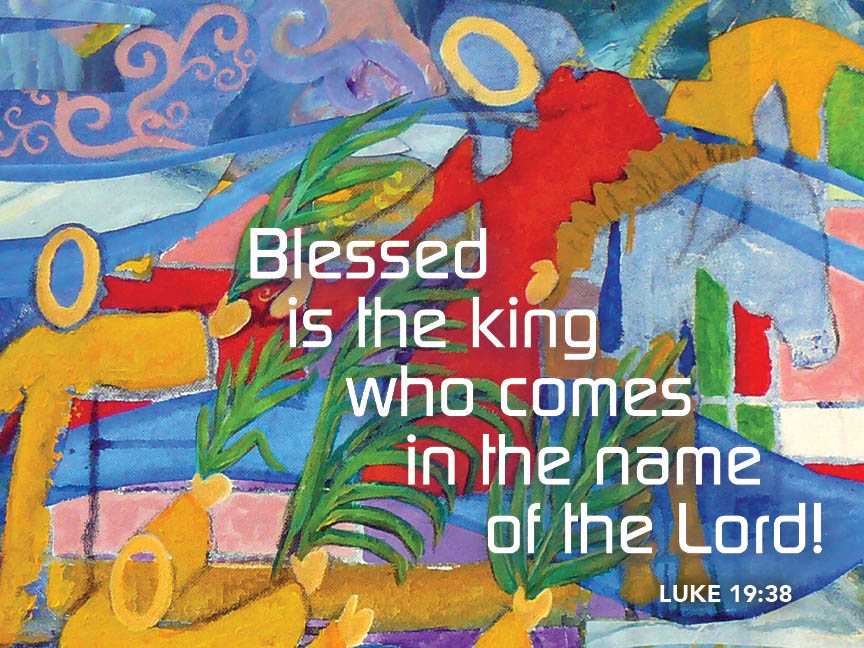 Blessed
is the king
who comes
in the name
of the Lord!
LUKE 19:38